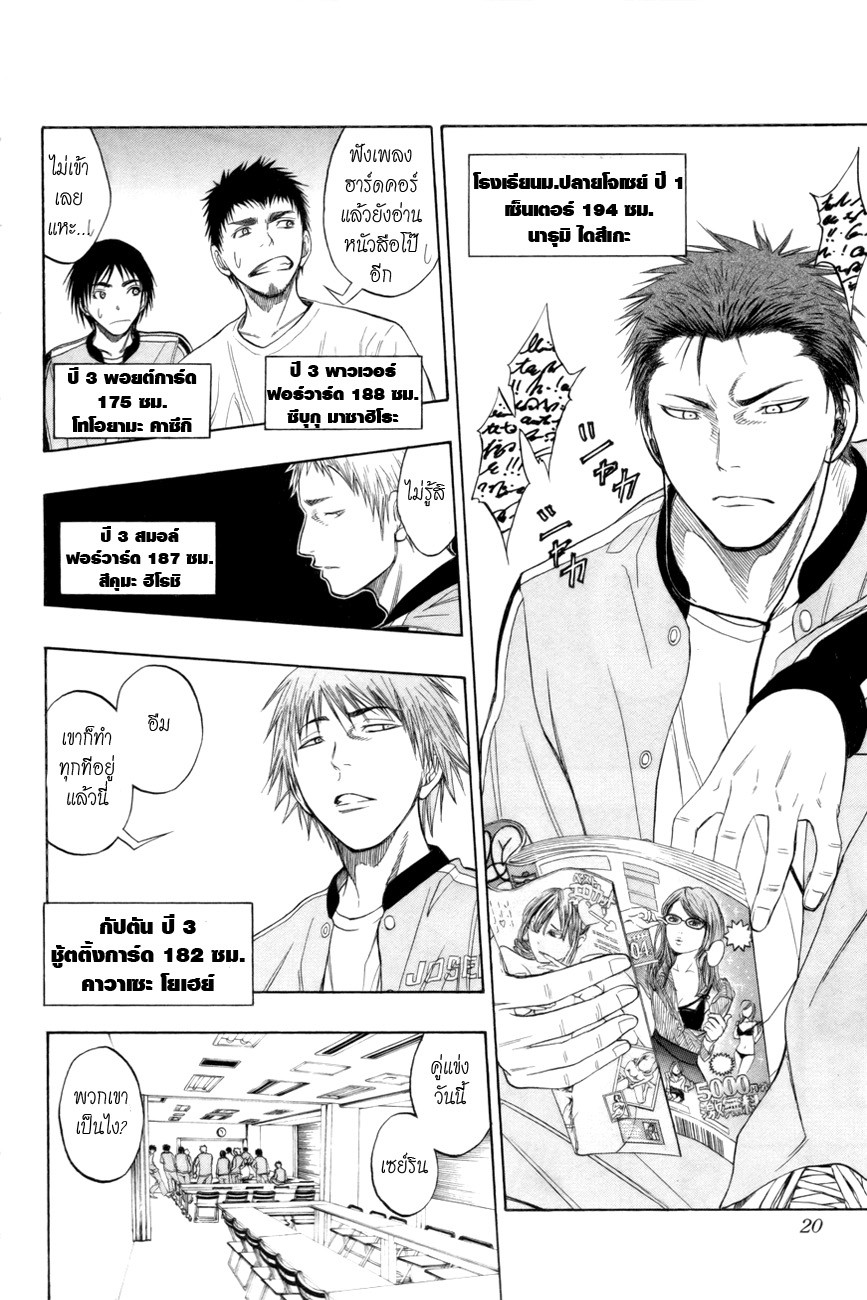 โรงเรียนม.ปลายโจเซย์ ปี 1
เซ็นเตอร์ 194 ซม.
นารุมิ ไดสึเกะ
ニャカ
ニャカ
ฟังเพลง
ฮาร์ดคอร์
แล้วยังอ่าน
หนังสือโป๊
อีก
ไม่เข้า
เลย
แหะ...!
ปี 3 พาวเวอร์
ฟอร์วาร์ด 188 ซม.
ชีบุกุ มาซาฮิโระ
ปี 3 พอยต์การ์ด
175 ซม.
โทโอยามะ คาซึกิ
ไม่รู้สิ
ปี 3 สมอล์
ฟอร์วาร์ด 187 ซม.
สึคุมะ ฮิโรชิ
อืม
เขาก็ทำ
ทุกทีอยู่
แล้วนี่
JOSE
กัปตัน ปี 3
ชู้ตติ้งการ์ด 182 ซม.
คาวาเซะ โยเฮย์
04
5000
คู่แข่ง
วันนี้
เซย์ริน
พวกเขา
เป็นไง?
20